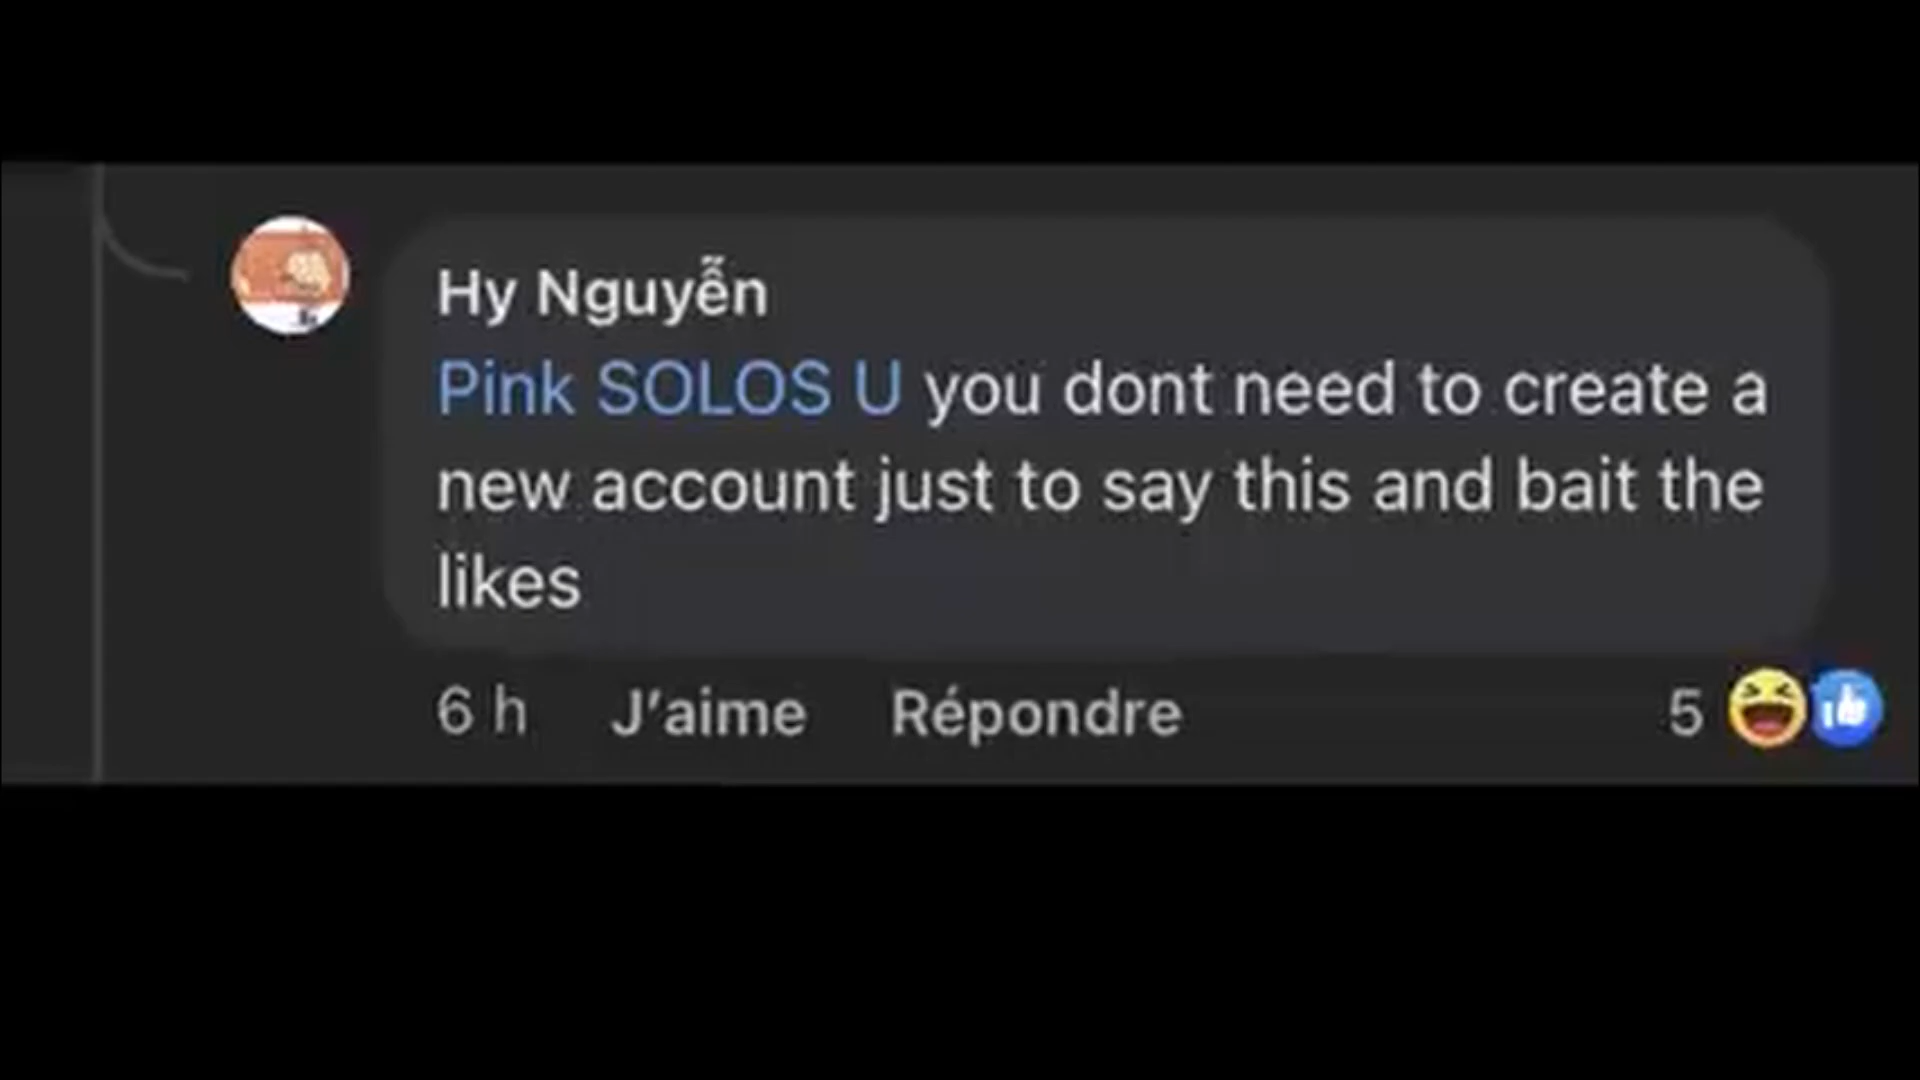 Hy Nguyễn
Pink SOLOS U you dont need to create a
new account just to say this and bait the
likes
6 h J'aime Répondre 5